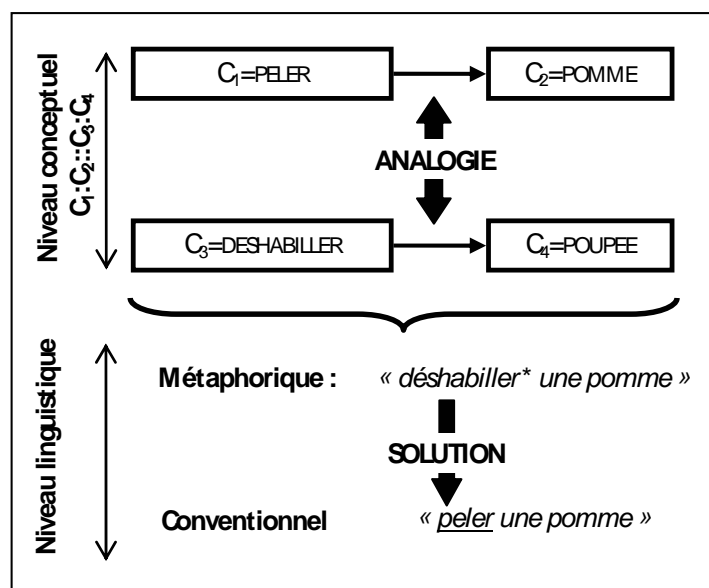 Niveau conceptuel
C₁:C₂::C₃:C₄
C₁=PELER
C₂=POMME
ANALOGIE
C₃=DESHABILLER
C₄=POUPEE
Niveau linguistique
Métaphorique : « déshabiller* une pomme »
SOLUTION
Conventionnel « peler une pomme »